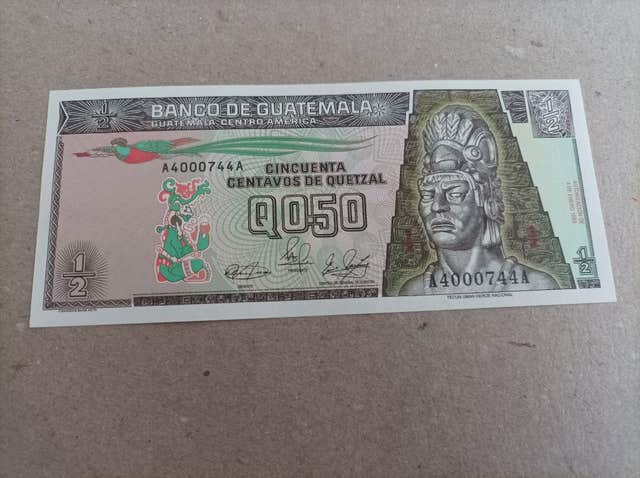 1/2
BANCO DE GUATEMALA
1/2
GUATEMALA, CENTRO AMERICA
A4000744A
CINCUENTA
CENTAVOS DE QUETZAL
Q0.50
1/2
A4000744A
1/2
TECUN UMAN HEROE NACIONAL